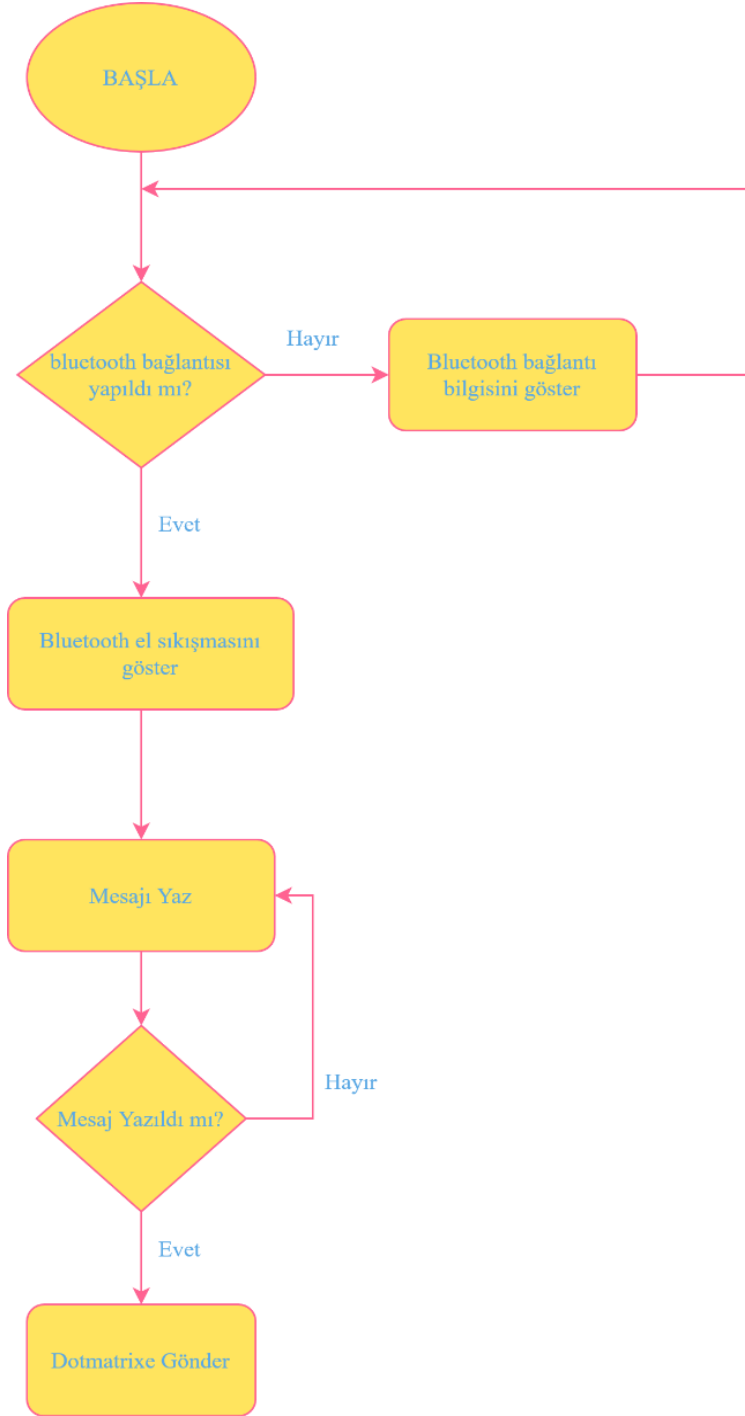 BAŞLA
bluetooth bağlantısı
yapıldı mı?
Hayır
Bluetooth bağlantı
bilgisini göster
Evet
Bluetooth el sıkışmasını
göster
Mesajı Yaz
Mesaj Yazıldı mı?
Hayır
Evet
Dotmatrixe Gönder